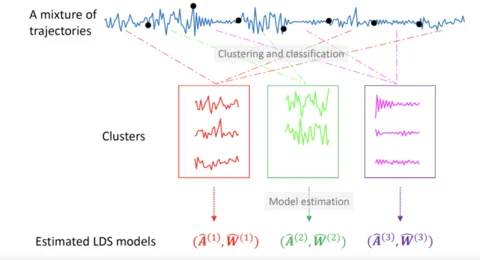 A mixture of
trajectories
Clustering and classification
Clusters
Model estimation
Estimated LDS models
(Â⁽¹⁾, Ŵ⁽¹⁾) (Â⁽²⁾, Ŵ⁽²⁾) (Â⁽³⁾, Ŵ⁽³⁾)